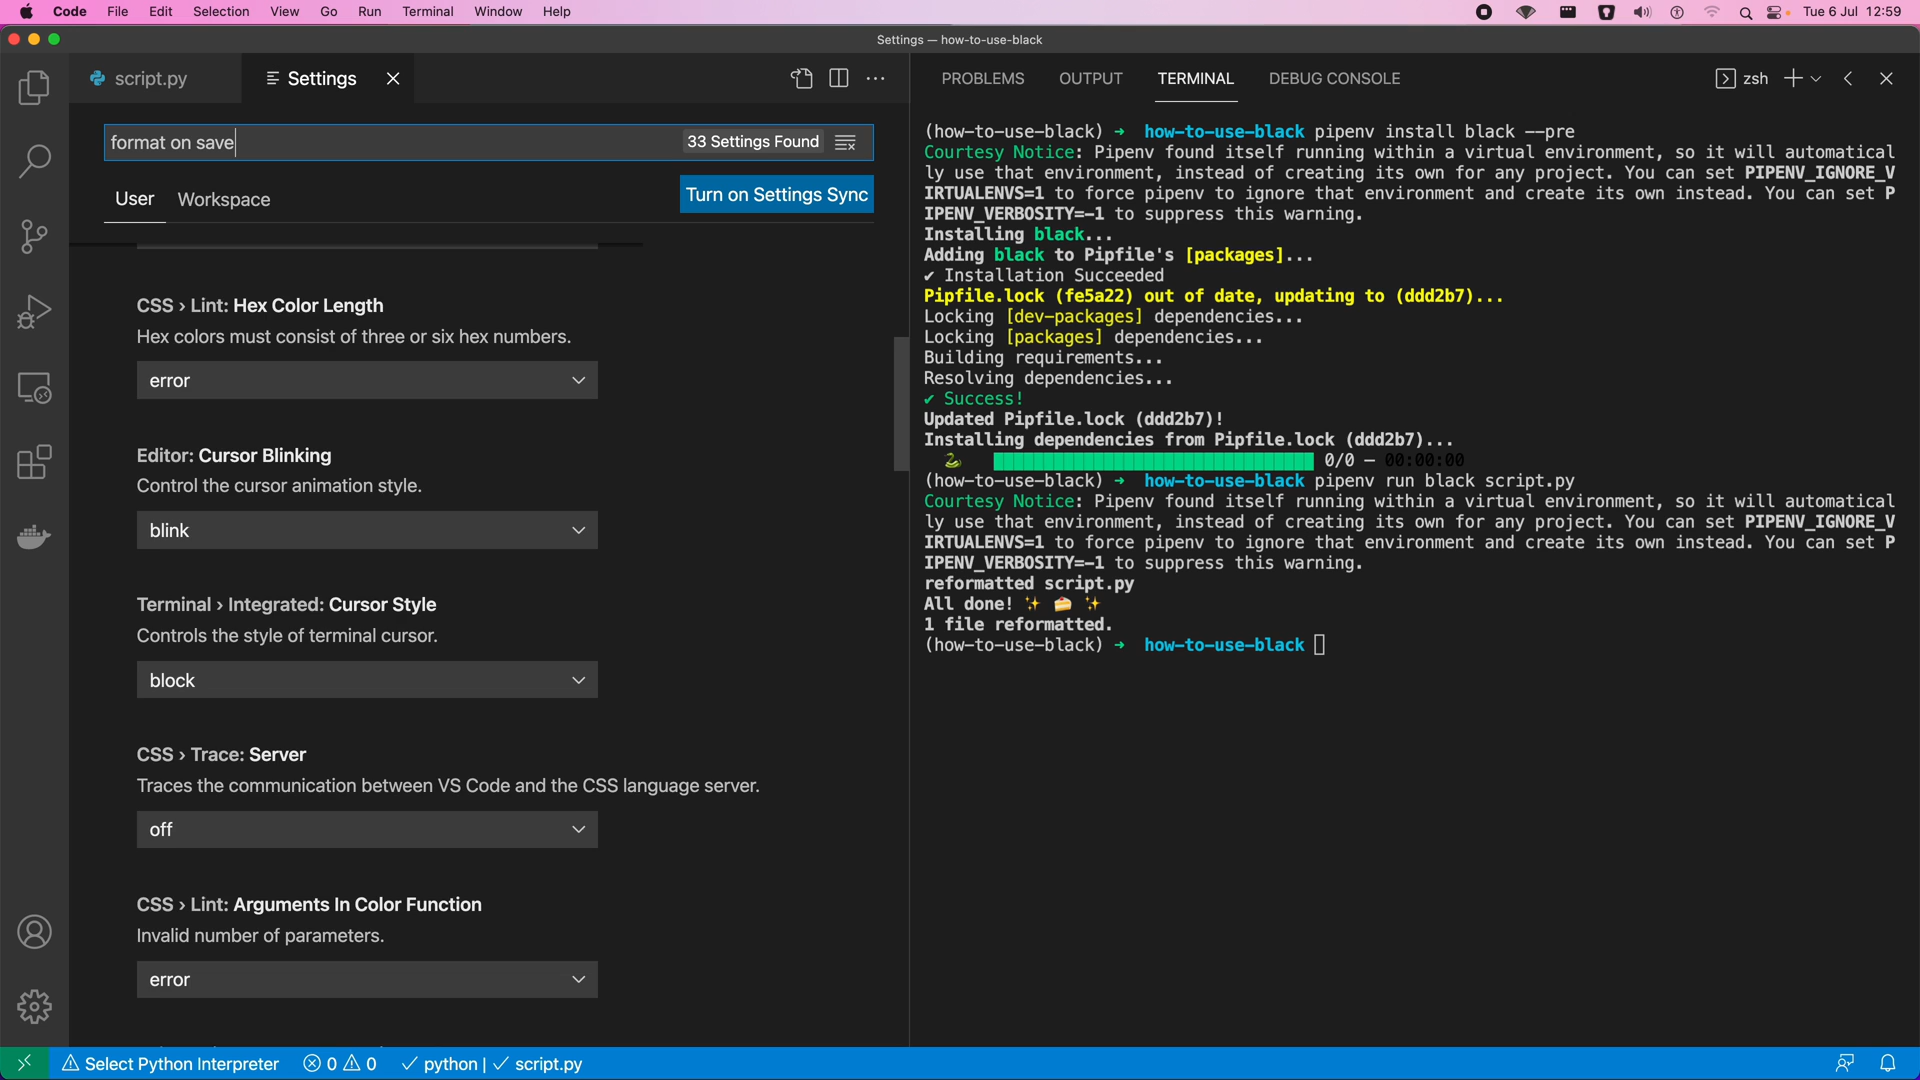 Code File Edit Selection View Go Run Terminal Window Help Tue 6 Jul 12:59
Settings — how-to-use-black
script.py Settings
format on save 33 Settings Found
User Workspace Turn on Settings Sync
CSS › Lint: Hex Color Length
Hex colors must consist of three or six hex numbers.
error
Editor: Cursor Blinking
Control the cursor animation style.
blink
Terminal › Integrated: Cursor Style
Controls the style of terminal cursor.
block
CSS › Trace: Server
Traces the communication between VS Code and the CSS language server.
off
CSS › Lint: Arguments In Color Function
Invalid number of parameters.
error
PROBLEMS OUTPUT TERMINAL DEBUG CONSOLE zsh
(how-to-use-black) ➜ how-to-use-black pipenv install black --pre
Courtesy Notice: Pipenv found itself running within a virtual environment, so it will automatical
ly use that environment, instead of creating its own for any project. You can set PIPENV_IGNORE_V
IRTUALENVS=1 to force pipenv to ignore that environment and create its own instead. You can set P
IPENV_VERBOSITY=-1 to suppress this warning.
Installing black...
Adding black to Pipfile's [packages]...
✔ Installation Succeeded
Pipfile.lock (fe5a22) out of date, updating to (ddd2b7)...
Locking [dev-packages] dependencies...
Locking [packages] dependencies...
Building requirements...
Resolving dependencies...
✔ Success!
Updated Pipfile.lock (ddd2b7)!
Installing dependencies from Pipfile.lock (ddd2b7)...
🐍 0/0 — 00:00:00
(how-to-use-black) ➜ how-to-use-black pipenv run black script.py
Courtesy Notice: Pipenv found itself running within a virtual environment, so it will automatical
ly use that environment, instead of creating its own for any project. You can set PIPENV_IGNORE_V
IRTUALENVS=1 to force pipenv to ignore that environment and create its own instead. You can set P
IPENV_VERBOSITY=-1 to suppress this warning.
reformatted script.py
All done! ✨ 🍰 ✨
1 file reformatted.
(how-to-use-black) ➜ how-to-use-black
Select Python Interpreter 0 0 ✓ python | ✓ script.py